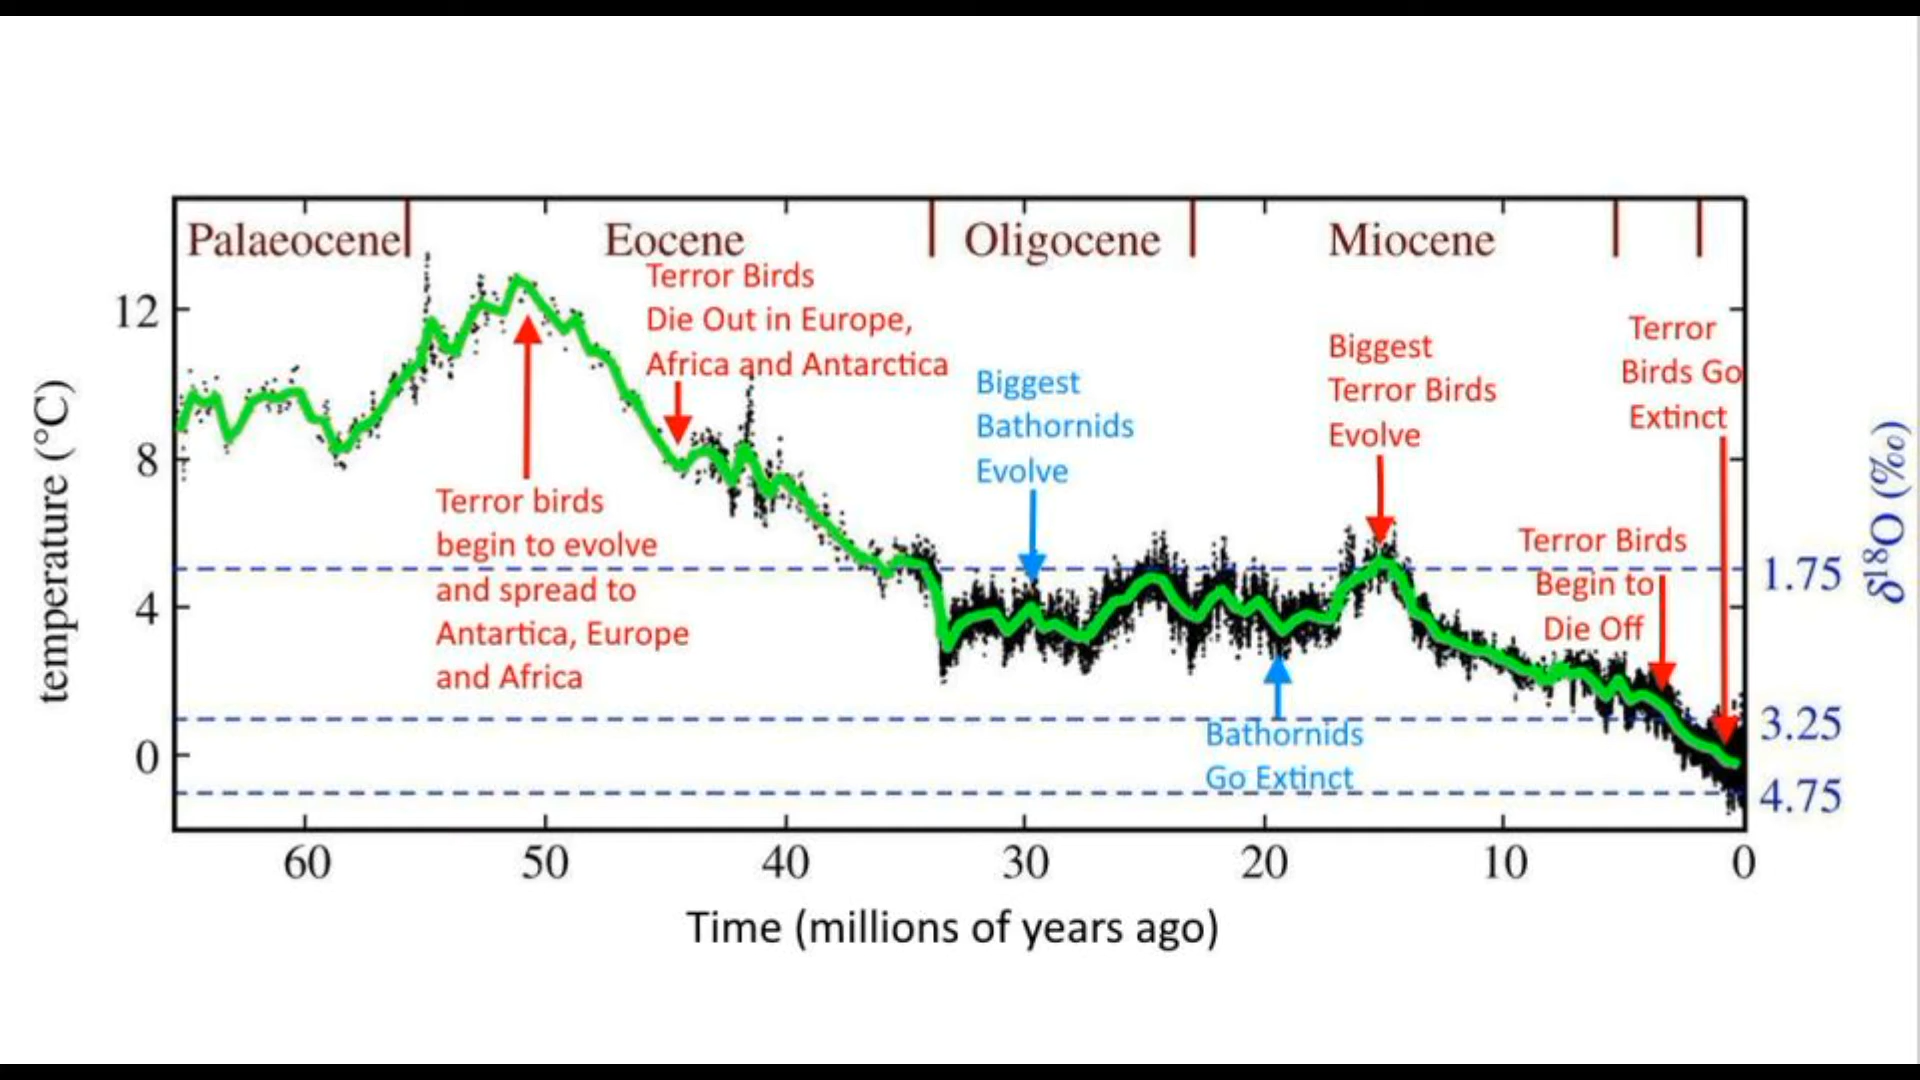 Palaeocene
Eocene
Oligocene
Miocene
Terror Birds
Die Out in Europe,
Africa and Antarctica
Biggest
Bathornids
Evolve
Biggest
Terror Birds
Evolve
Terror
Birds Go
Extinct
Terror birds
begin to evolve
and spread to
Antartica, Europe
and Africa
Terror Birds
Begin to
Die Off
Bathornids
Go Extinct
temperature (°C)
12
8
4
0
δ¹⁸O (‰)
1.75
3.25
4.75
60
50
40
30
20
10
0
Time (millions of years ago)